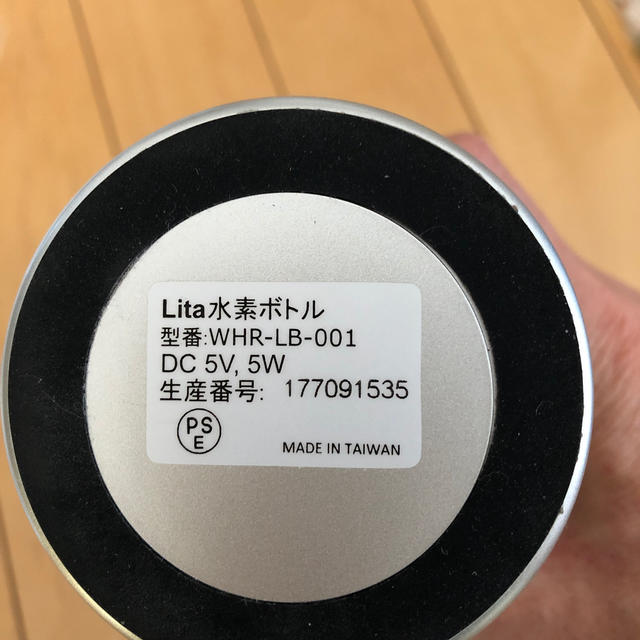 Lita水素ボトル
型番:WHR-LB-001
DC 5V, 5W
生産番号: 177091535
PS
E
MADE IN TAIWAN